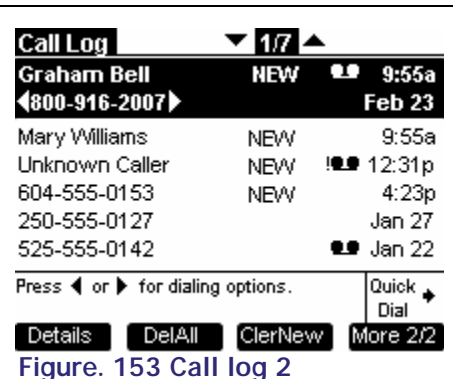 Call Log ▼ 1/7 ▲
Graham Bell NEW 9:55a
◀800-916-2007▶ Feb 23
Mary Williams NEW 9:55a
Unknown Caller NEW ! 12:31p
604-555-0153 NEW 4:23p
250-555-0127 Jan 27
525-555-0142 Jan 22
Press ◀ or ▶ for dialing options. Quick
Dial
Details DelAll ClerNew More 2/2
Figure. 153 Call log 2